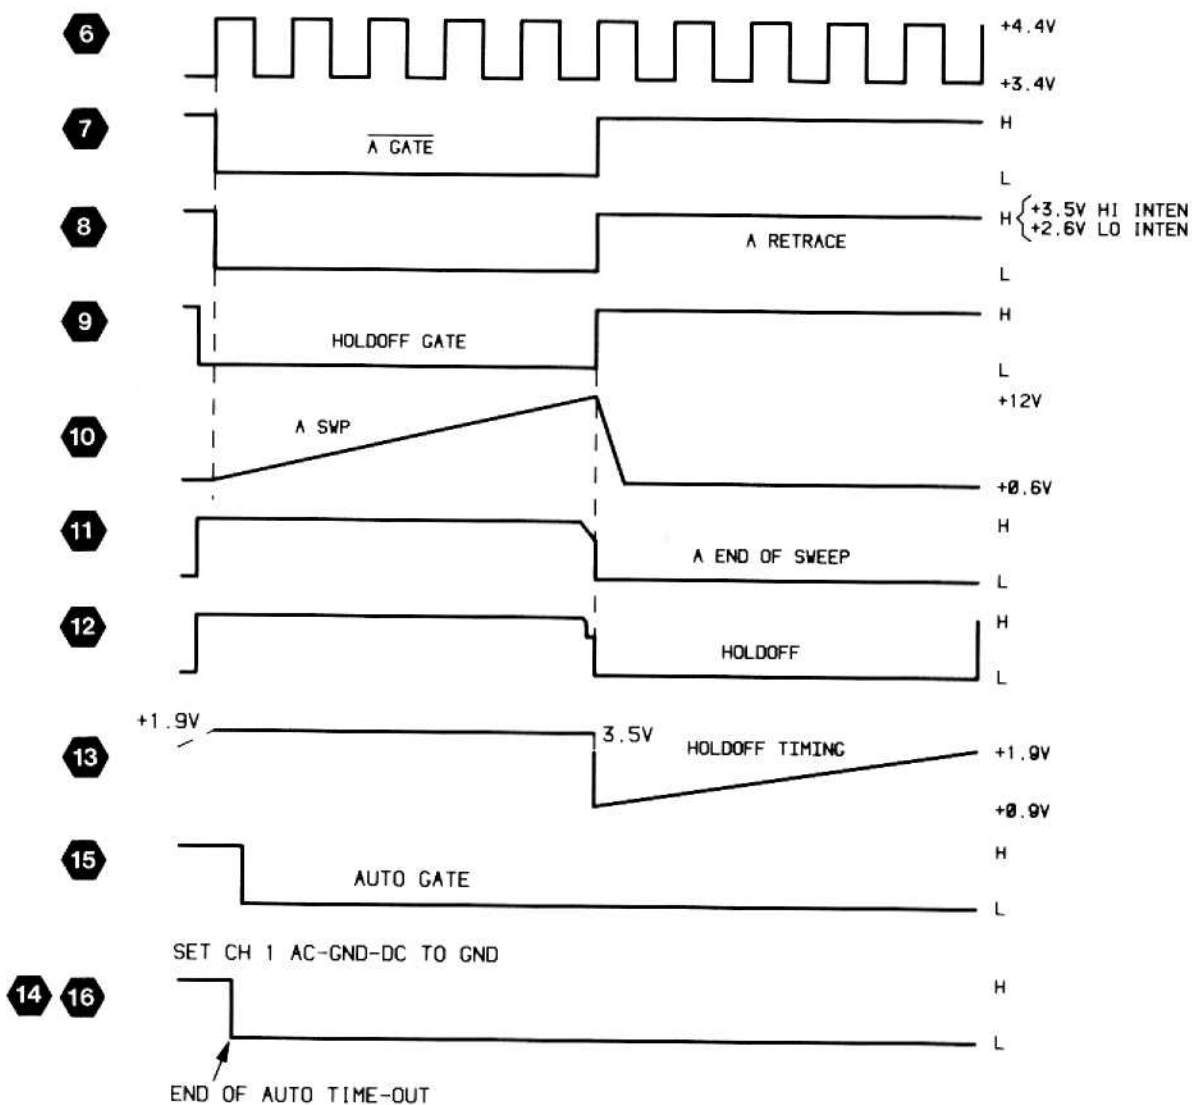 6
+4.4V
+3.4V
7
A GATE
H
L
8
A RETRACE
H
+3.5V HI INTEN
+2.6V LO INTEN
L
9
HOLDOFF GATE
H
L
10
A SWP
+12V
+0.6V
11
A END OF SWEEP
H
L
12
HOLDOFF
H
L
13
+1.9V
3.5V
HOLDOFF TIMING
+1.9V
+0.9V
15
AUTO GATE
H
L
SET CH 1 AC-GND-DC TO GND
14 16
H
L
END OF AUTO TIME-OUT